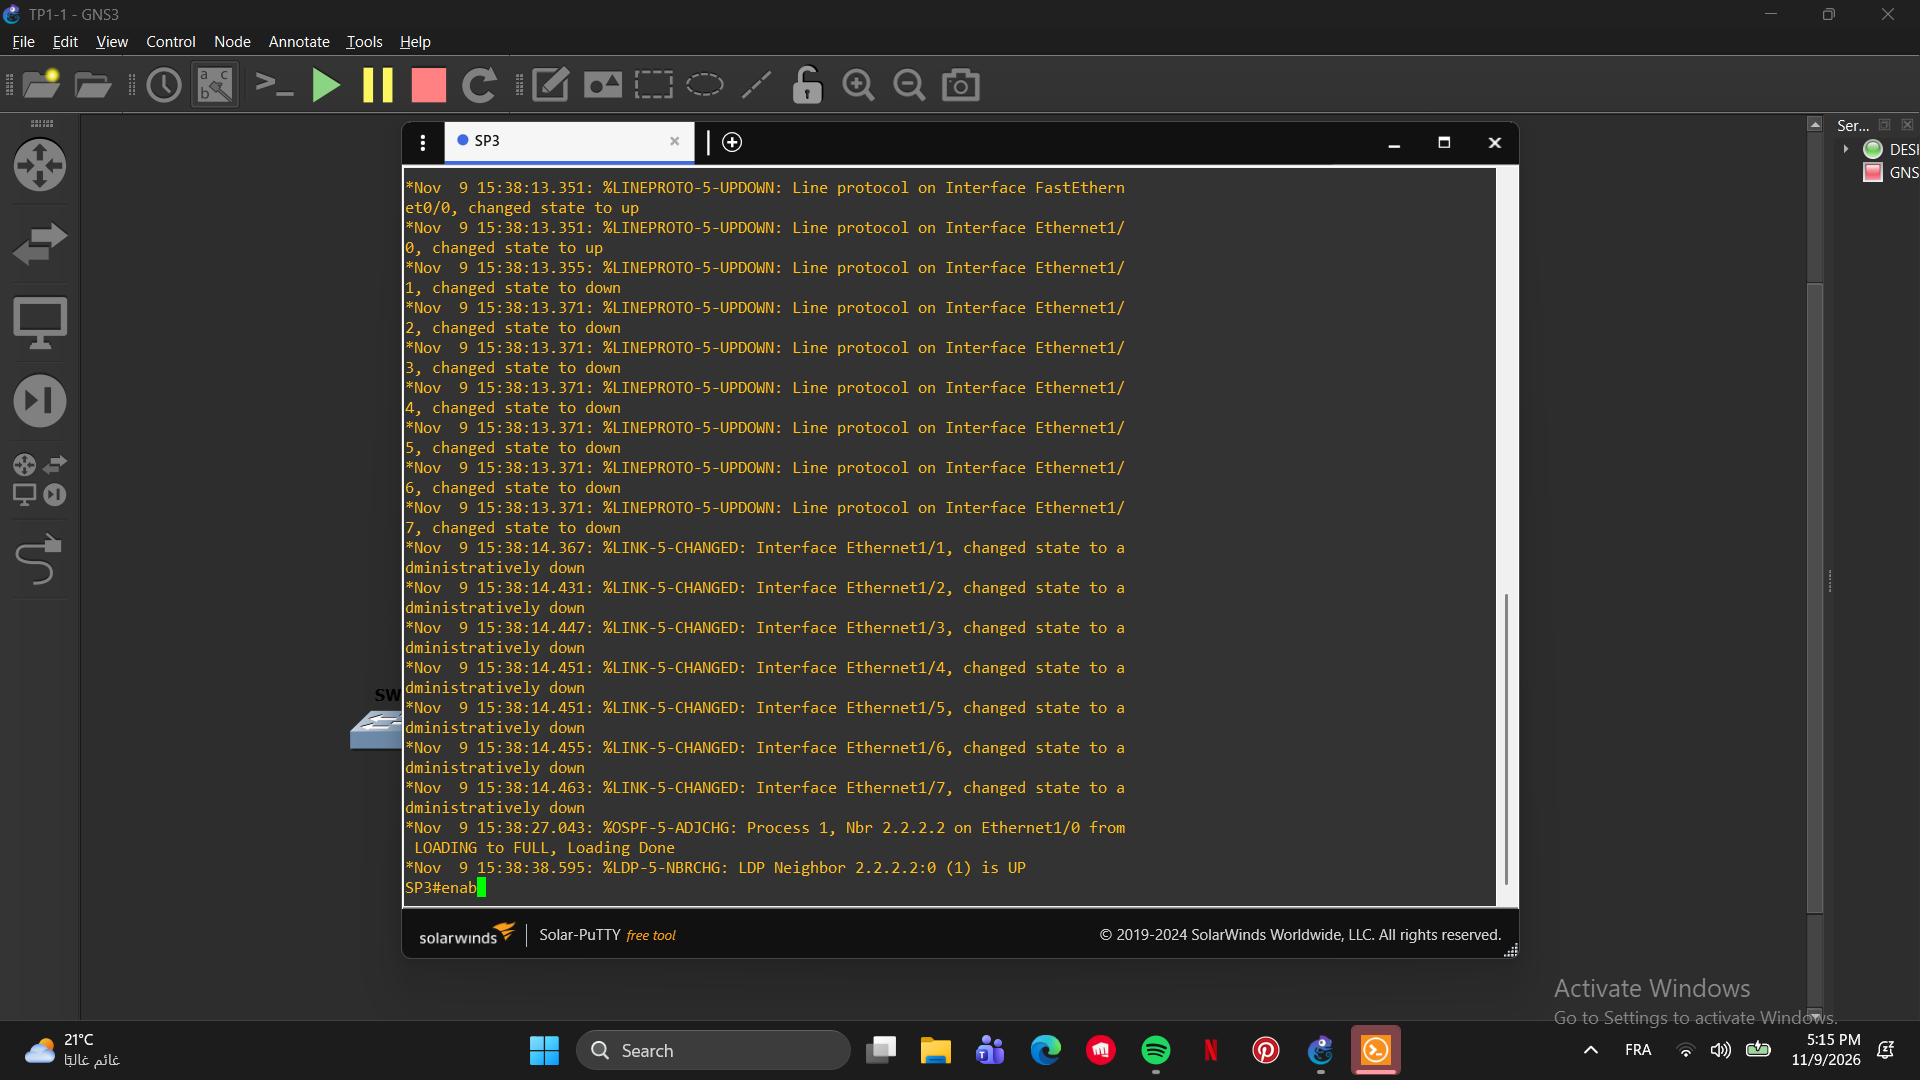 TP1-1 - GNS3
File Edit View Control Node Annotate Tools Help
SP3
Ser...
DESI
GNS
*Nov  9 15:38:13.351: %LINEPROTO-5-UPDOWN: Line protocol on Interface FastEthern
et0/0, changed state to up
*Nov  9 15:38:13.351: %LINEPROTO-5-UPDOWN: Line protocol on Interface Ethernet1/
0, changed state to up
*Nov  9 15:38:13.355: %LINEPROTO-5-UPDOWN: Line protocol on Interface Ethernet1/
1, changed state to down
*Nov  9 15:38:13.371: %LINEPROTO-5-UPDOWN: Line protocol on Interface Ethernet1/
2, changed state to down
*Nov  9 15:38:13.371: %LINEPROTO-5-UPDOWN: Line protocol on Interface Ethernet1/
3, changed state to down
*Nov  9 15:38:13.371: %LINEPROTO-5-UPDOWN: Line protocol on Interface Ethernet1/
4, changed state to down
*Nov  9 15:38:13.371: %LINEPROTO-5-UPDOWN: Line protocol on Interface Ethernet1/
5, changed state to down
*Nov  9 15:38:13.371: %LINEPROTO-5-UPDOWN: Line protocol on Interface Ethernet1/
6, changed state to down
*Nov  9 15:38:13.371: %LINEPROTO-5-UPDOWN: Line protocol on Interface Ethernet1/
7, changed state to down
*Nov  9 15:38:14.367: %LINK-5-CHANGED: Interface Ethernet1/1, changed state to a
dministratively down
*Nov  9 15:38:14.431: %LINK-5-CHANGED: Interface Ethernet1/2, changed state to a
dministratively down
*Nov  9 15:38:14.447: %LINK-5-CHANGED: Interface Ethernet1/3, changed state to a
dministratively down
*Nov  9 15:38:14.451: %LINK-5-CHANGED: Interface Ethernet1/4, changed state to a
dministratively down
*Nov  9 15:38:14.451: %LINK-5-CHANGED: Interface Ethernet1/5, changed state to a
dministratively down
*Nov  9 15:38:14.455: %LINK-5-CHANGED: Interface Ethernet1/6, changed state to a
dministratively down
*Nov  9 15:38:14.463: %LINK-5-CHANGED: Interface Ethernet1/7, changed state to a
dministratively down
*Nov  9 15:38:27.043: %OSPF-5-ADJCHG: Process 1, Nbr 2.2.2.2 on Ethernet1/0 from
 LOADING to FULL, Loading Done
*Nov  9 15:38:38.595: %LDP-5-NBRCHG: LDP Neighbor 2.2.2.2:0 (1) is UP
SP3#enab
SW
solarwinds Solar-PuTTY free tool
© 2019-2024 SolarWinds Worldwide, LLC. All rights reserved.
Activate Windows
Go to Settings to activate Windows.
21°C
غائم غالبًا
Search
FRA
5:15 PM
11/9/2026